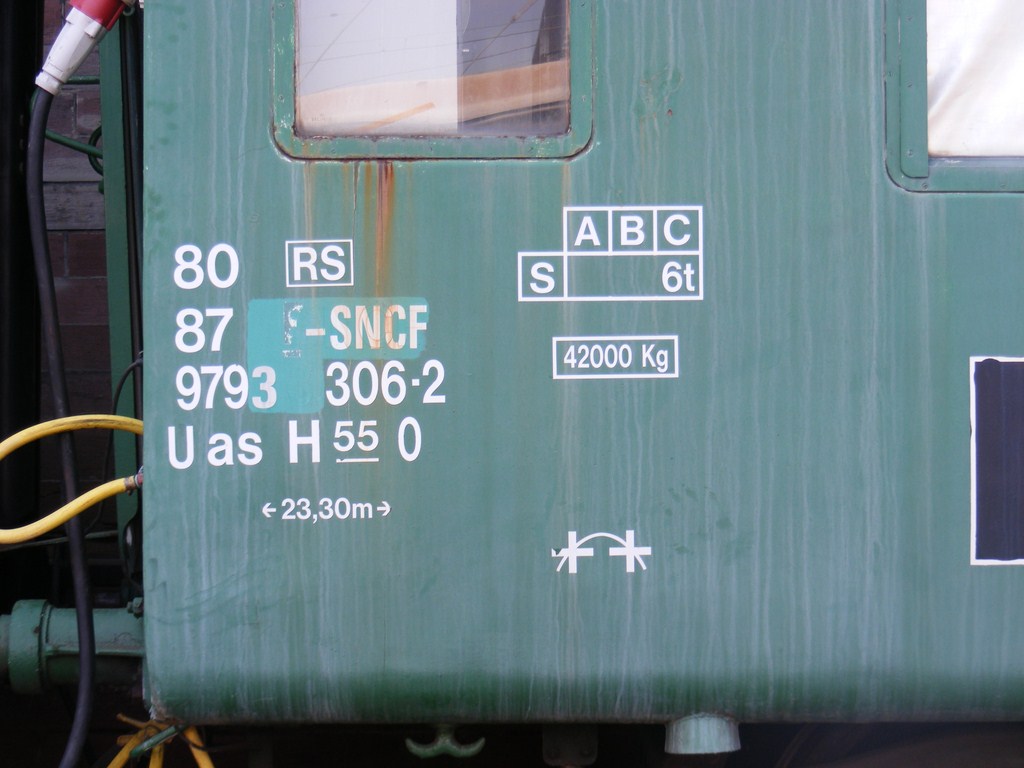 80 RS
87 F-SNCF
9793 306-2
U as H 55 0
←23,30m→
A B C
S 6t
42000 Kg